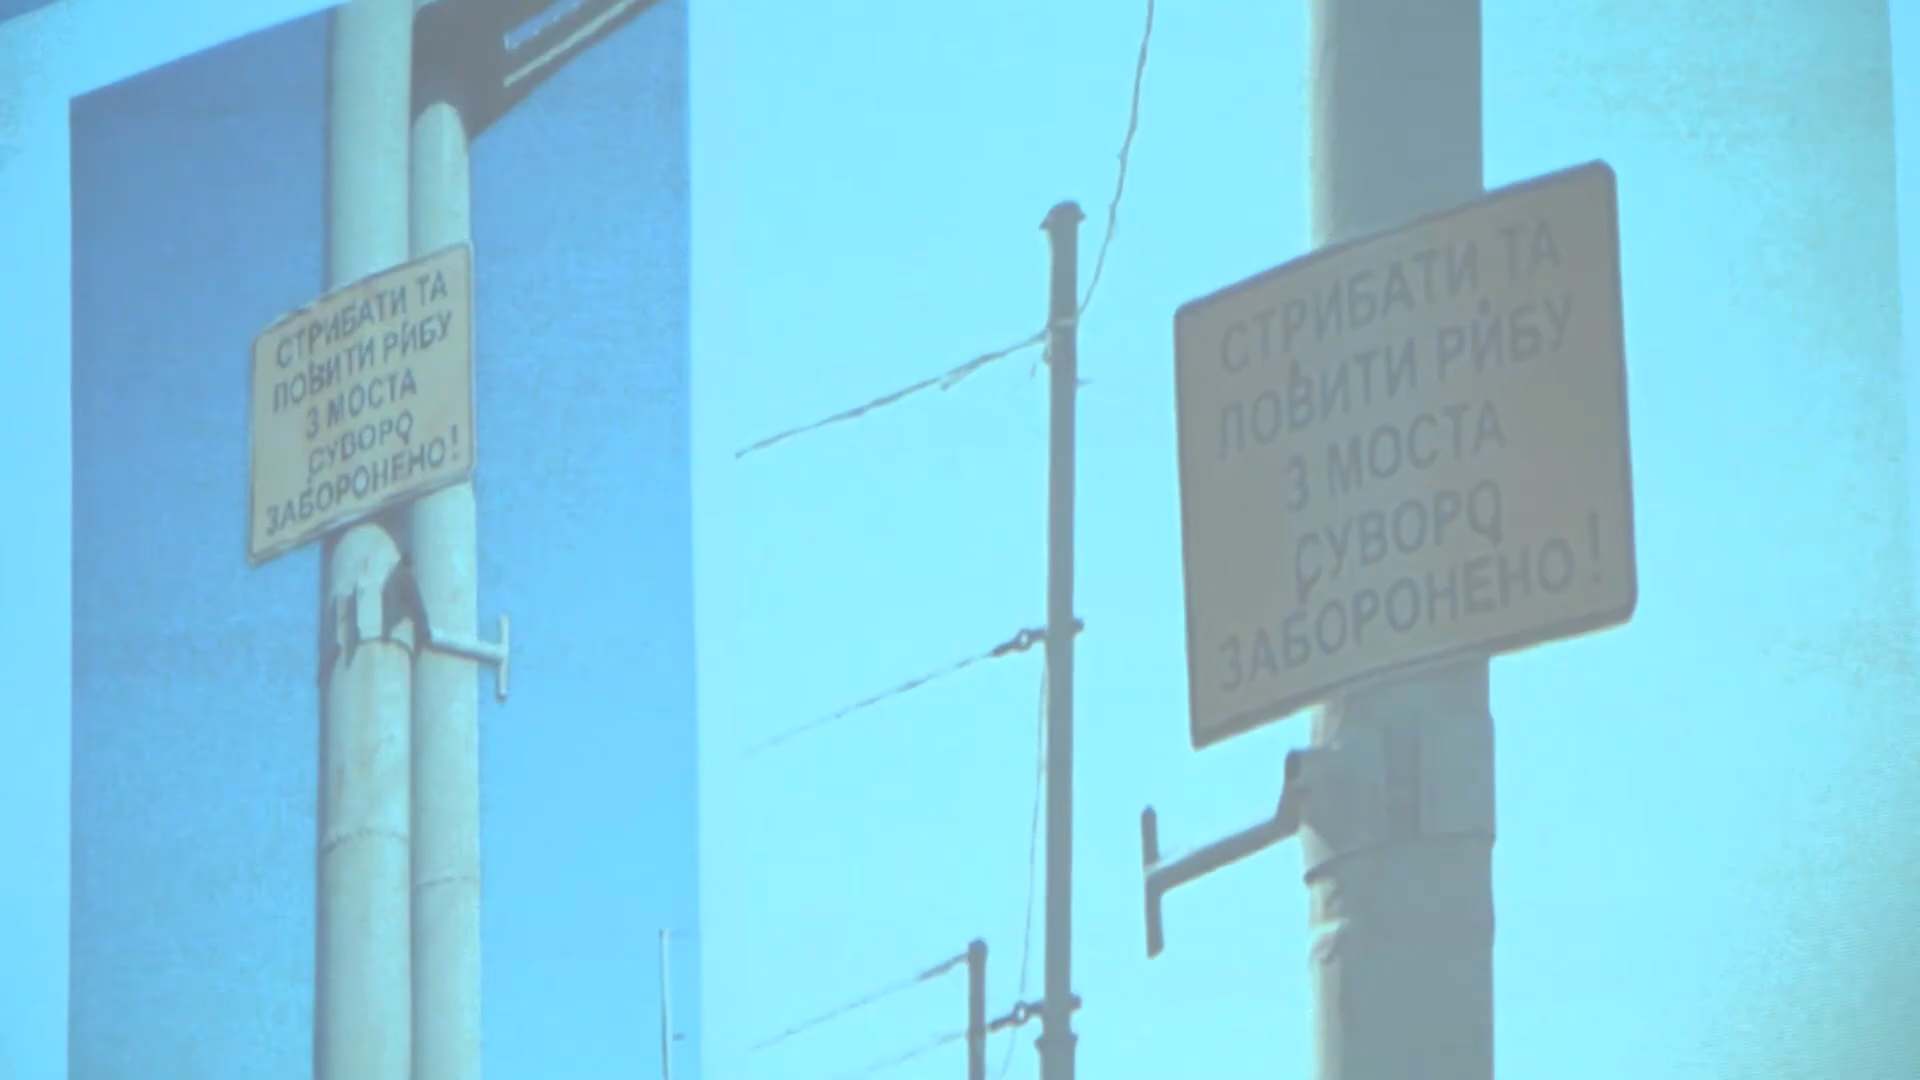 СТРИБАТИ ТА
ЛОВИТИ РИБУ
З МОСТА
СУВОРО
ЗАБОРОНЕНО!
СТРИБАТИ ТА
ЛОВИТИ РИБУ
З МОСТА
СУВОРО
ЗАБОРОНЕНО!